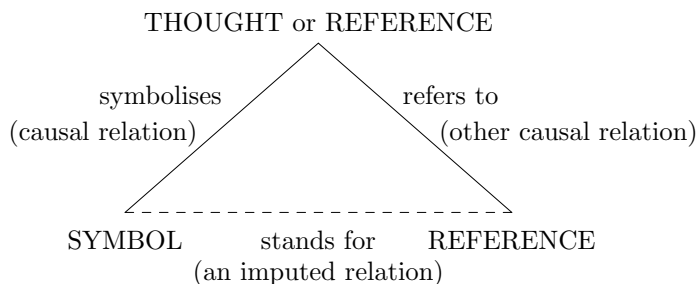 THOUGHT or REFERENCE
symbolises refers to
(causal relation) (other causal relation)
SYMBOL stands for REFERENCE
(an imputed relation)